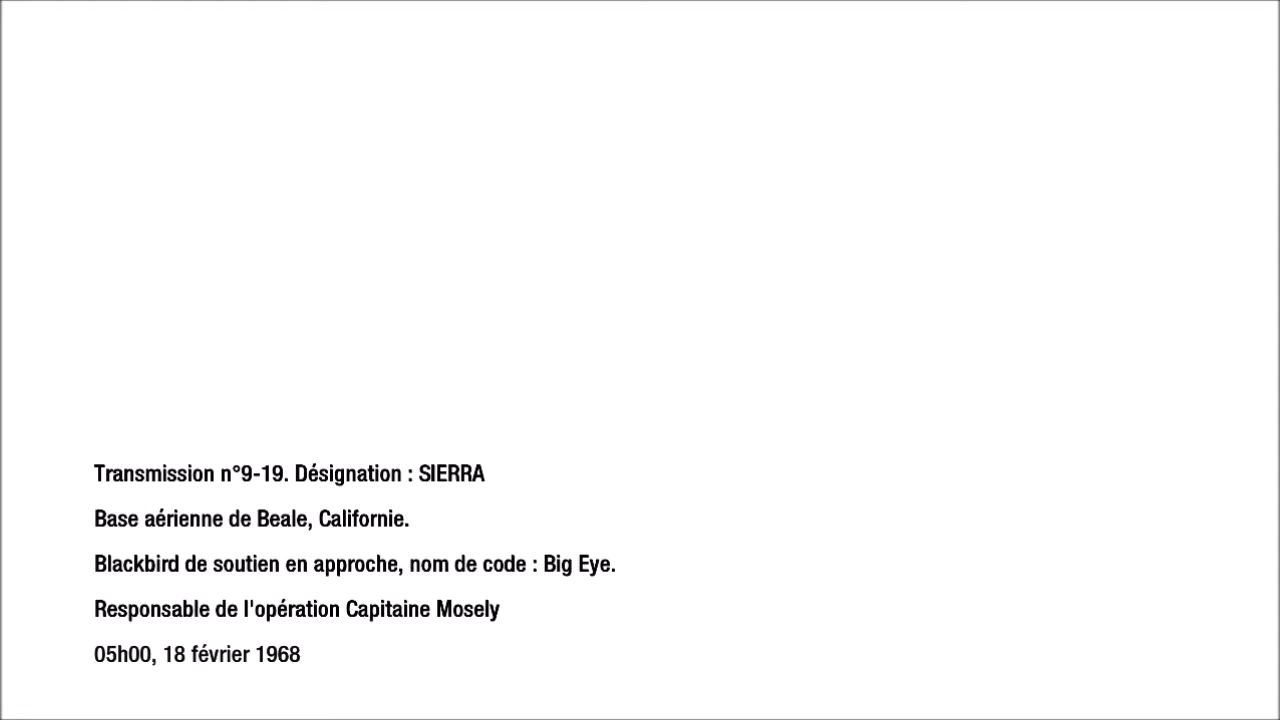 Transmission n°9-19. Désignation : SIERRA
Base aérienne de Beale, Californie.
Blackbird de soutien en approche, nom de code : Big Eye.
Responsable de l'opération Capitaine Mosely
05h00, 18 février 1968